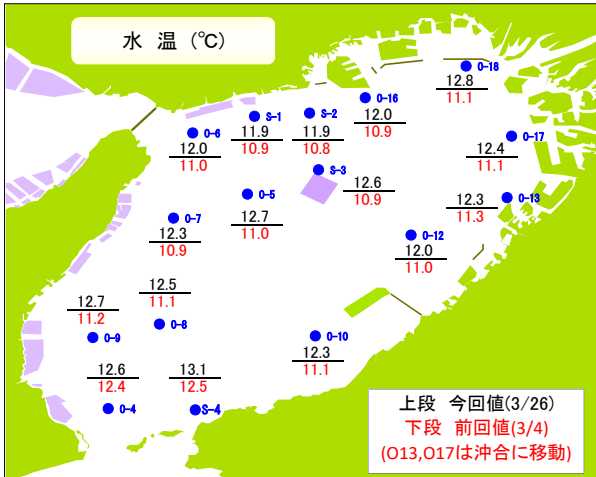 水 温 (℃)
O-18
12.8
11.1
O-16
12.0
10.9
S-1
11.9
10.9
S-2
11.9
10.8
O-6
12.0
11.0
O-17
12.4
11.1
S-3
12.6
10.9
O-5
12.7
11.0
O-13
12.3
11.3
O-7
12.3
10.9
O-12
12.0
11.0
12.5
11.1
O-8
12.7
11.2
O-9
O-10
12.3
11.1
12.6
12.4
O-4
13.1
12.5
S-4
上段 今回値(3/26)
下段 前回値(3/4)
(O13,O17は沖合に移動)